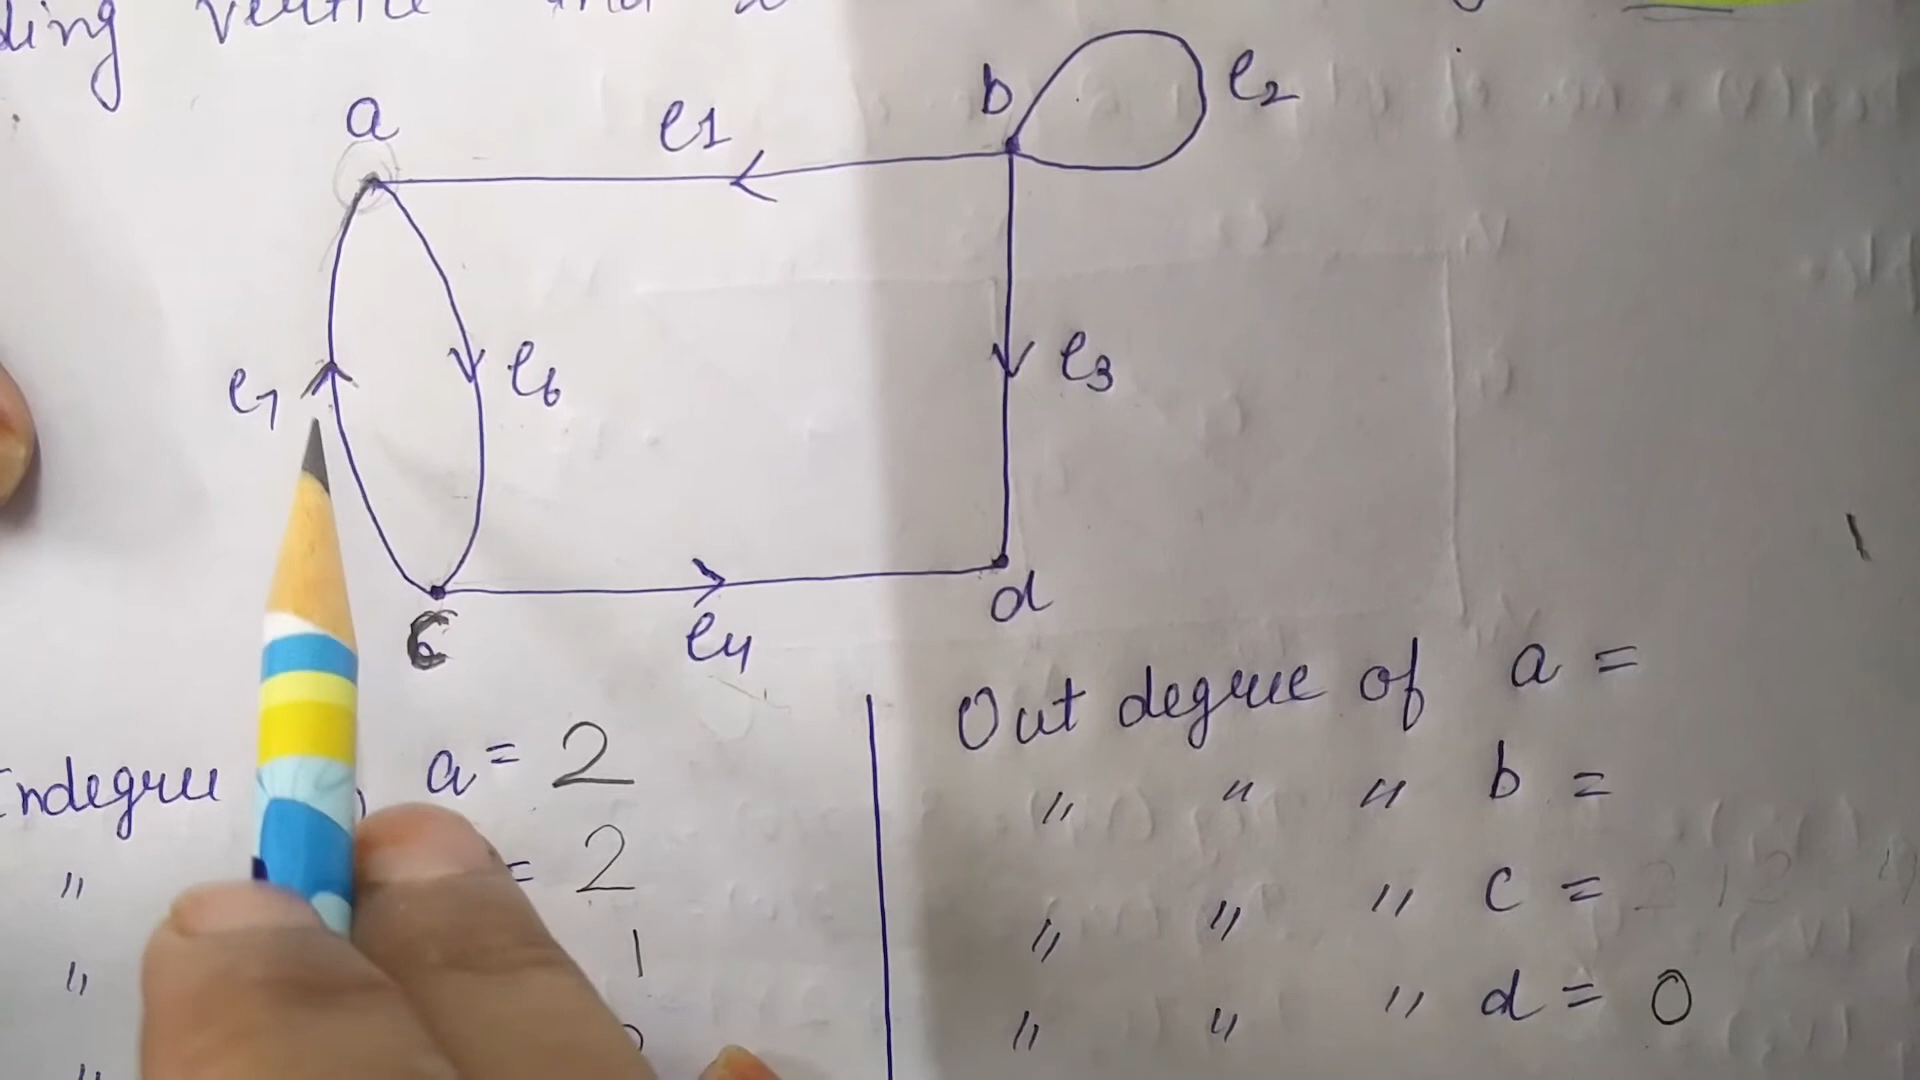 a
b
e1
e2
e7
e6
e3
c
e4
d
Indegree a = 2
" = 2
" 1
"
Out degree of a =
" " " b =
" " " c =
" " " d = 0